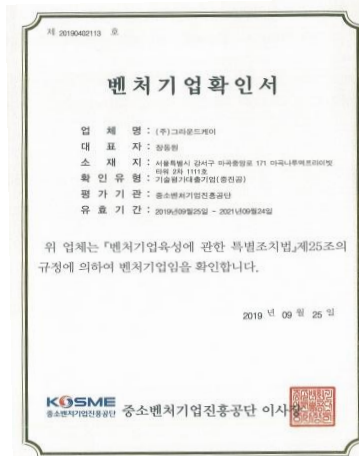 제 20190402113 호
벤처기업확인서
업 체 명 : (주)그라운드케이
대 표 자 : 장동원
소 재 지 : 서울특별시 강서구 마곡중앙로 171 마곡나루역프라이빗
타워 2차 1111호
확 인 유 형 : 기술평가대출기업(중진공)
평 가 기 관 : 중소벤처기업진흥공단
유 효 기 간 : 2019년09월25일 - 2021년09월24일
위 업체는 「벤처기업육성에 관한 특별조치법」제25조의
규정에 의하여 벤처기업임을 확인합니다.
2019 년 09 월 25 일
KOSME
중소벤처기업진흥공단 중소벤처기업진흥공단 이사장